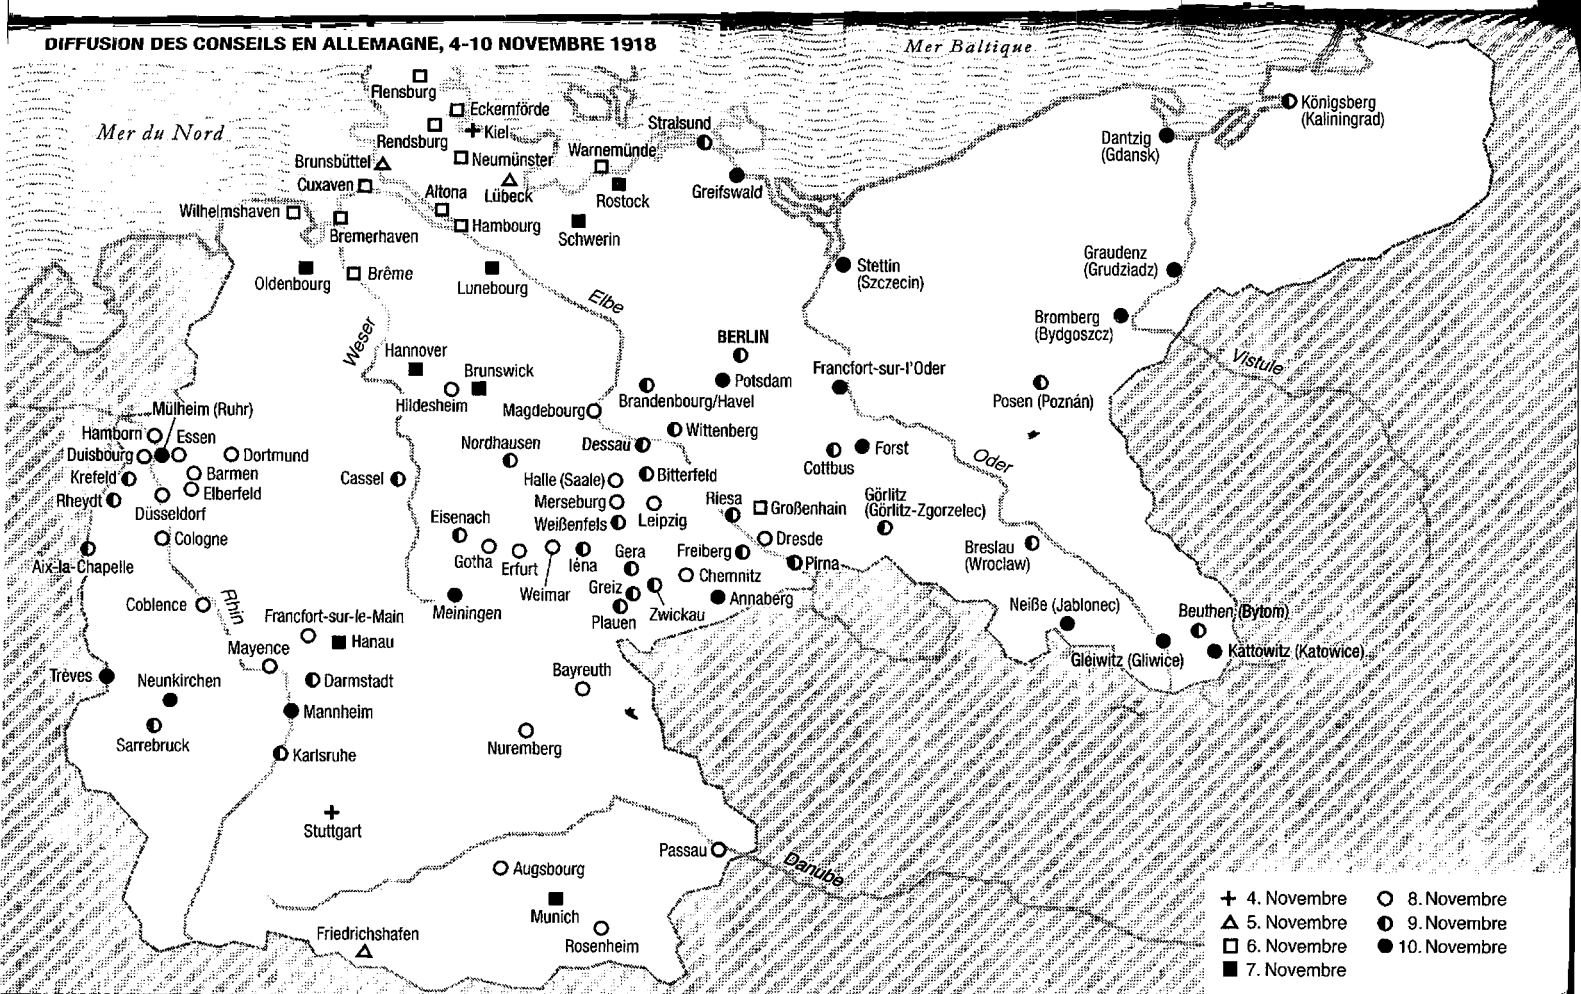 DIFFUSION DES CONSEILS EN ALLEMAGNE, 4-10 NOVEMBRE 1918
Mer Baltique
Mer du Nord
Flensburg
Eckernförde
Rendsburg
Kiel
Brunsbüttel
Neumünster
Cuxaven
Altona
Lübeck
Warnemünde
Stralsund
Rostock
Greifswald
Königsberg
(Kaliningrad)
Dantzig
(Gdansk)
Wilhelmshaven
Bremerhaven
Hambourg
Schwerin
Oldenbourg
Brême
Lunebourg
Elbe
Stettin
(Szczecin)
Graudenz
(Grudziadz)
Bromberg
(Bydgoszcz)
Vistule
Weser
Hannover
Brunswick
Hildesheim
Magdebourg
BERLIN
Potsdam
Brandenbourg/Havel
Francfort-sur-l'Oder
Posen (Poznán)
Mülheim (Ruhr)
Hamborn
Essen
Duisbourg
Dortmund
Krefeld
Barmen
Rheydt
Elberfeld
Düsseldorf
Cologne
Aix-la-Chapelle
Nordhausen
Dessau
Wittenberg
Cassel
Halle (Saale)
Bitterfeld
Merseburg
Leipzig
Weißenfels
Riesa
Großenhain
Cottbus
Forst
Oder
Görlitz
(Görlitz-Zgorzelec)
Breslau
(Wroclaw)
Eisenach
Gotha
Erfurt
Weimar
Iéna
Gera
Freiberg
Dresde
Pirna
Greiz
Chemnitz
Annaberg
Zwickau
Plauen
Meiningen
Coblence
Rhin
Francfort-sur-le-Main
Hanau
Mayence
Neiße (Jablonec)
Beuthen (Bytom)
Gleiwitz (Gliwice)
Kattowitz (Katowice)
Trèves
Neunkirchen
Darmstadt
Bayreuth
Mannheim
Sarrebruck
Karlsruhe
Nuremberg
Stuttgart
Passau
Danube
Augsbourg
Munich
Rosenheim
Friedrichshafen
4. Novembre
5. Novembre
6. Novembre
7. Novembre
8. Novembre
9. Novembre
10. Novembre